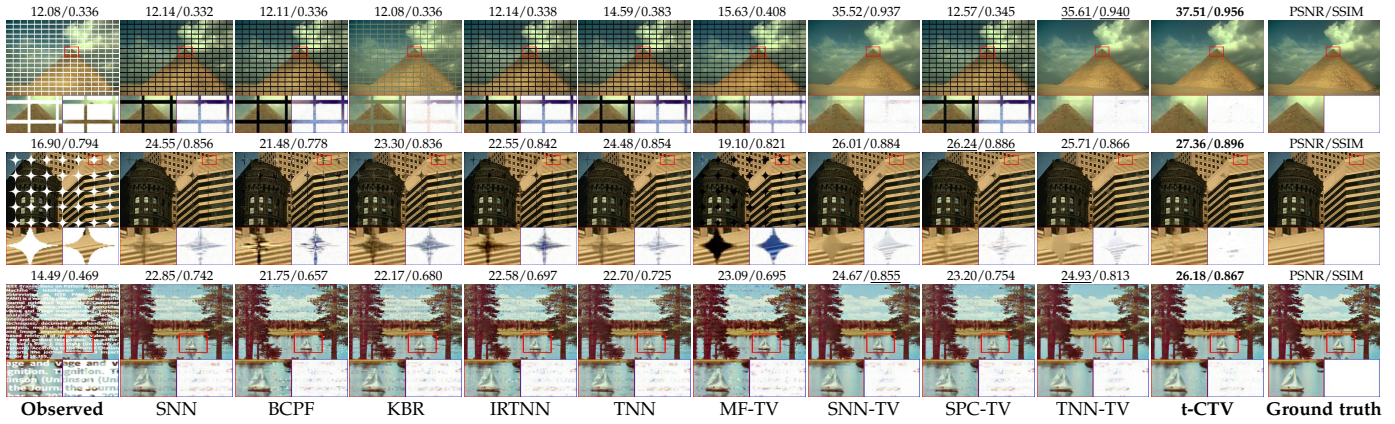 12.08/0.336 12.14/0.332 12.11/0.336 12.08/0.336 12.14/0.338 14.59/0.383 15.63/0.408 35.52/0.937 12.57/0.345 35.61/0.940 37.51/0.956 PSNR/SSIM
16.90/0.794 24.55/0.856 21.48/0.778 23.30/0.836 22.55/0.842 24.48/0.854 19.10/0.821 26.01/0.884 26.24/0.886 25.71/0.866 27.36/0.896 PSNR/SSIM
14.49/0.469 22.85/0.742 21.75/0.657 22.17/0.680 22.58/0.697 22.70/0.725 23.09/0.695 24.67/0.855 23.20/0.754 24.93/0.813 26.18/0.867 PSNR/SSIM
Observed SNN BCPF KBR IRTNN TNN MF-TV SNN-TV SPC-TV TNN-TV t-CTV Ground truth